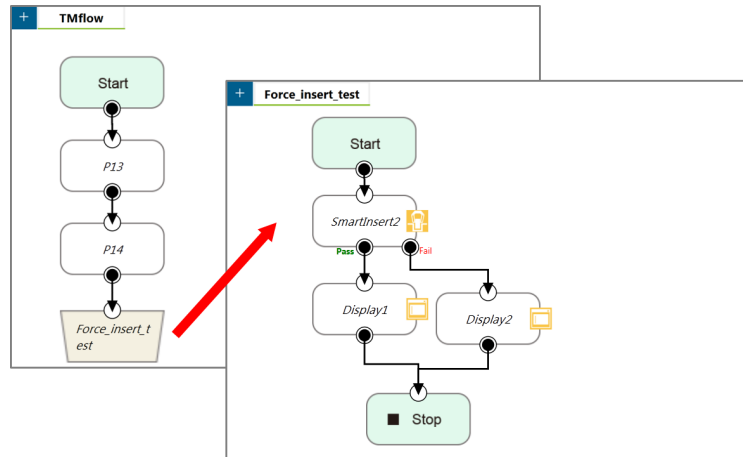 + TMflow
Start
P13
P14
Force_insert_t
est
+ Force_insert_test
Start
SmartInsert2
Pass Fail
Display1
Display2
Stop